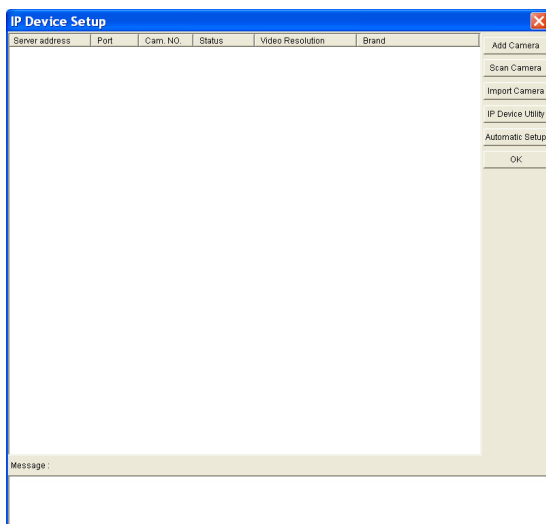 IP Device Setup
Server address Port Cam. NO. Status Video Resolution Brand
Add Camera
Scan Camera
Import Camera
IP Device Utility
Automatic Setup
OK
Message :